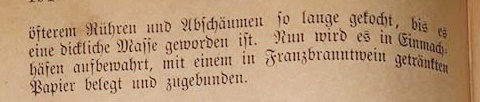 öfterem Rühren und Abschäumen so lange gekocht, bis es
eine dickliche Masse geworden ist. Nun wird es in Einmach-
häfen aufbewahrt, mit einem in Franzbranntwein getränkten
Papier belegt und zugebunden.